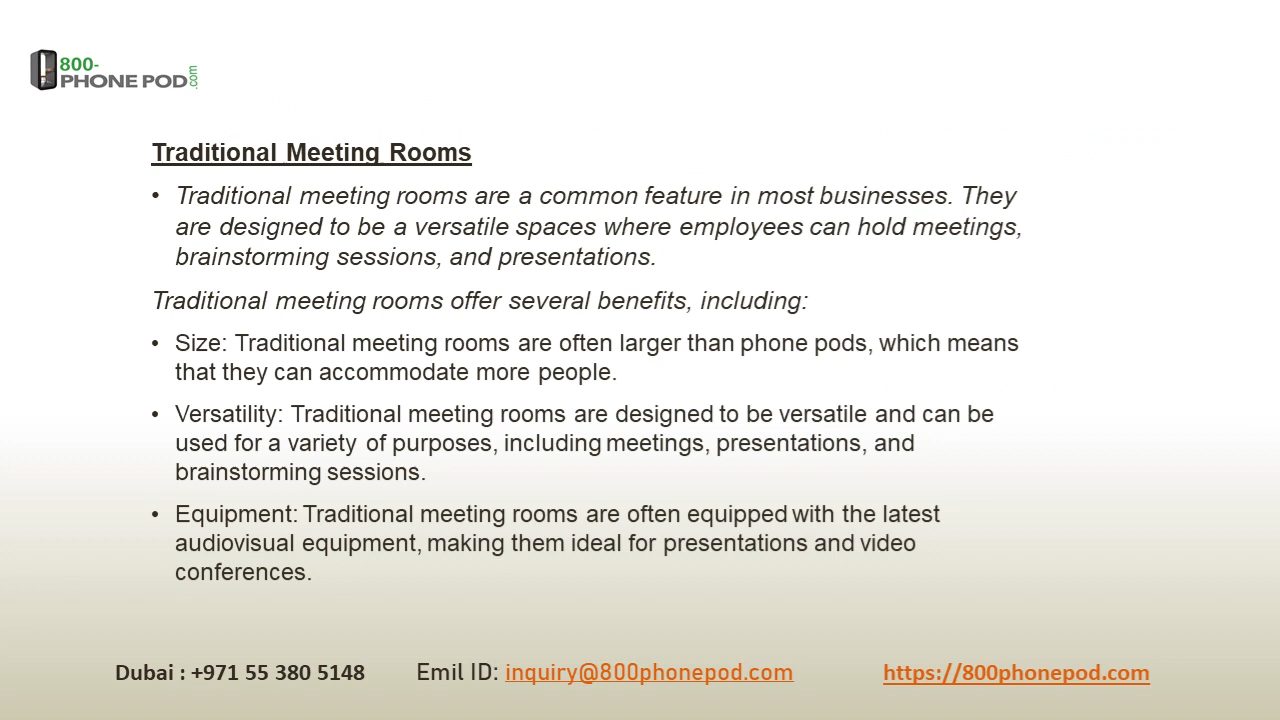 800-
PHONE POD
.com
Traditional Meeting Rooms
• Traditional meeting rooms are a common feature in most businesses. They
are designed to be a versatile spaces where employees can hold meetings,
brainstorming sessions, and presentations.
Traditional meeting rooms offer several benefits, including:
• Size: Traditional meeting rooms are often larger than phone pods, which means
that they can accommodate more people.
• Versatility: Traditional meeting rooms are designed to be versatile and can be
used for a variety of purposes, including meetings, presentations, and
brainstorming sessions.
• Equipment: Traditional meeting rooms are often equipped with the latest
audiovisual equipment, making them ideal for presentations and video
conferences.
Dubai : +971 55 380 5148 Emil ID: inquiry@800phonepod.com https://800phonepod.com